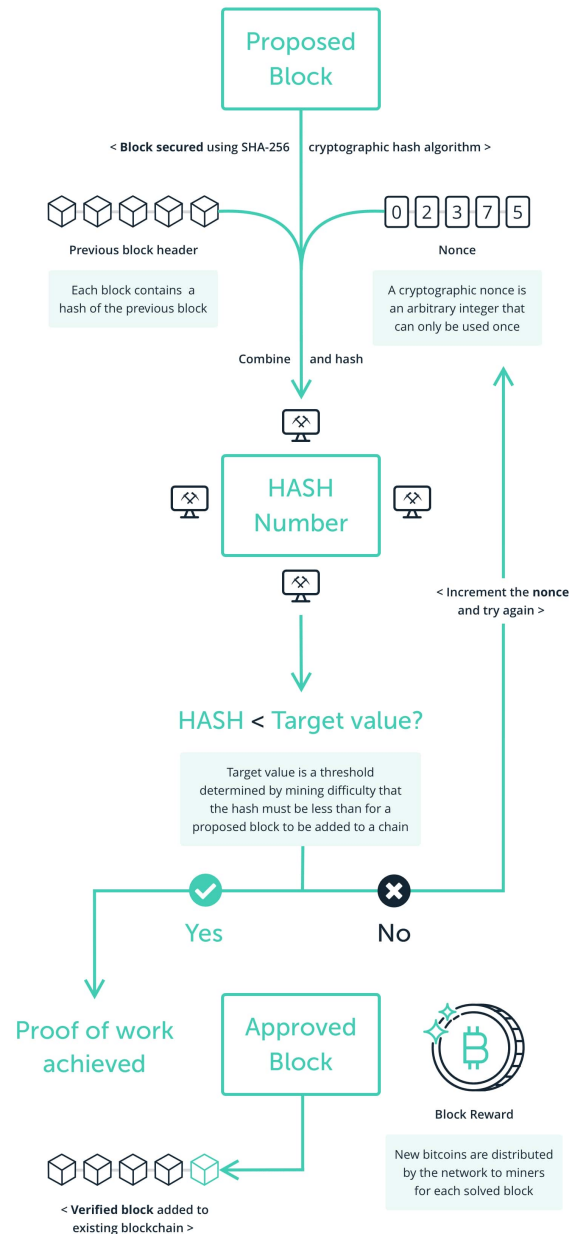 Proposed
Block
< Block secured using SHA-256 cryptographic hash algorithm >
0 2 3 7 5
Previous block header
Each block contains a
hash of the previous block
Nonce
A cryptographic nonce is
an arbitrary integer that
can only be used once
Combine and hash
HASH
Number
< Increment the nonce
and try again >
HASH < Target value?
Target value is a threshold
determined by mining difficulty that
the hash must be less than for a
proposed block to be added to a chain
Yes
No
Proof of work
achieved
Approved
Block
Block Reward
New bitcoins are distributed
by the network to miners
for each solved block
< Verified block added to
existing blockchain >